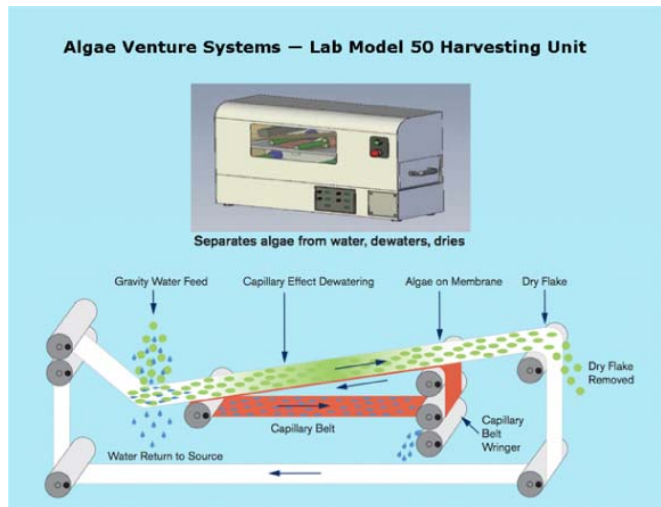 Algae Venture Systems — Lab Model 50 Harvesting Unit
Separates algae from water, dewaters, dries
Gravity Water Feed
Capillary Effect Dewatering
Algae on Membrane
Dry Flake
Dry Flake
Removed
Capillary Belt
Capillary
Belt
Wringer
Water Return to Source